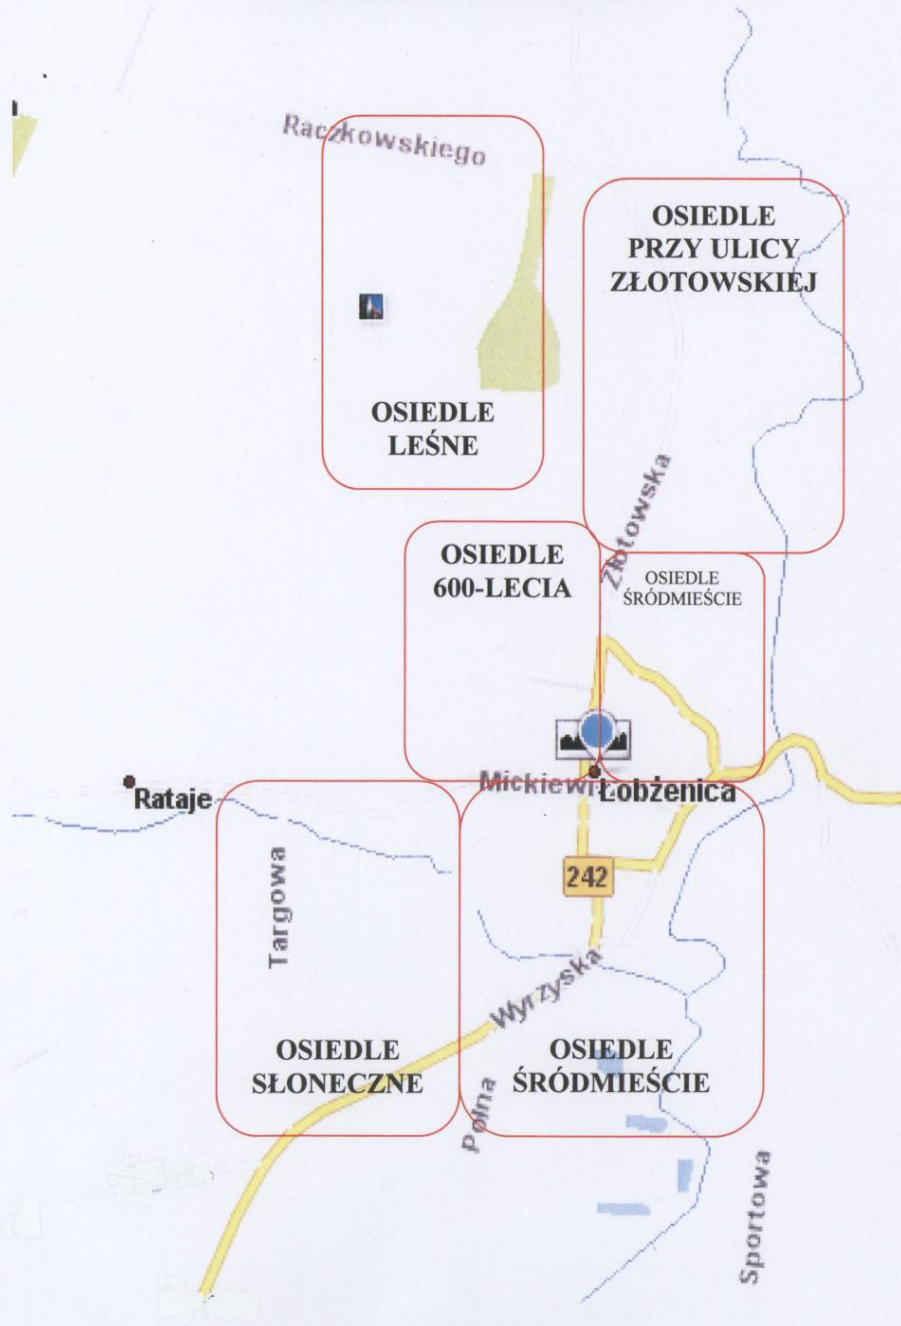 Raczkowskiego
OSIEDLE
PRZY ULICY
ZŁOTOWSKIEJ
OSIEDLE
LEŚNE
Złotowska
OSIEDLE
600-LECIA
OSIEDLE
ŚRÓDMIEŚCIE
Rataje
Łobżenica
Targowa
242
Wyrzyska
OSIEDLE
SŁONECZNE
OSIEDLE
ŚRÓDMIEŚCIE
Polna
Sportowa